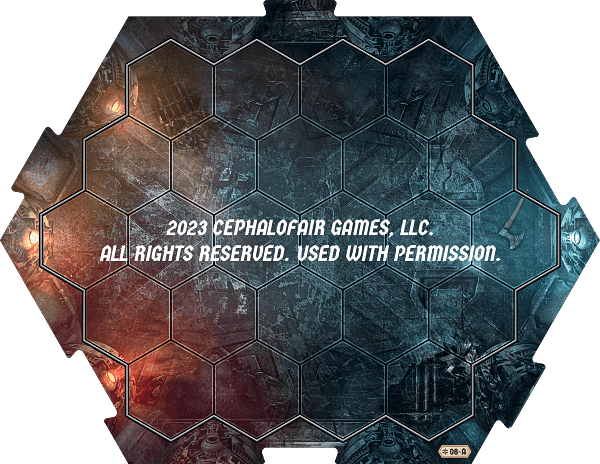 2023 CEPHALOFAIR GAMES, LLC.
ALL RIGHTS RESERVED. USED WITH PERMISSION.
✻ 08-A